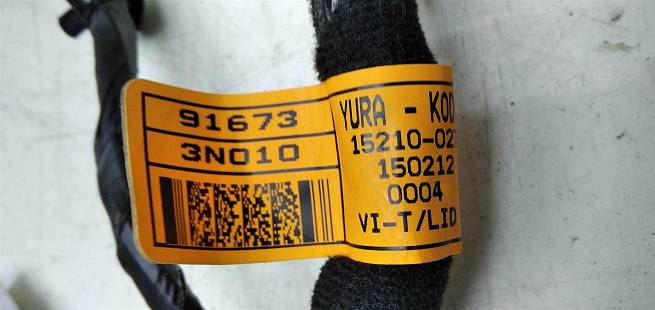 91673
3N010
YURA - KOD
15210-02
150212
0004
VI-T/LID